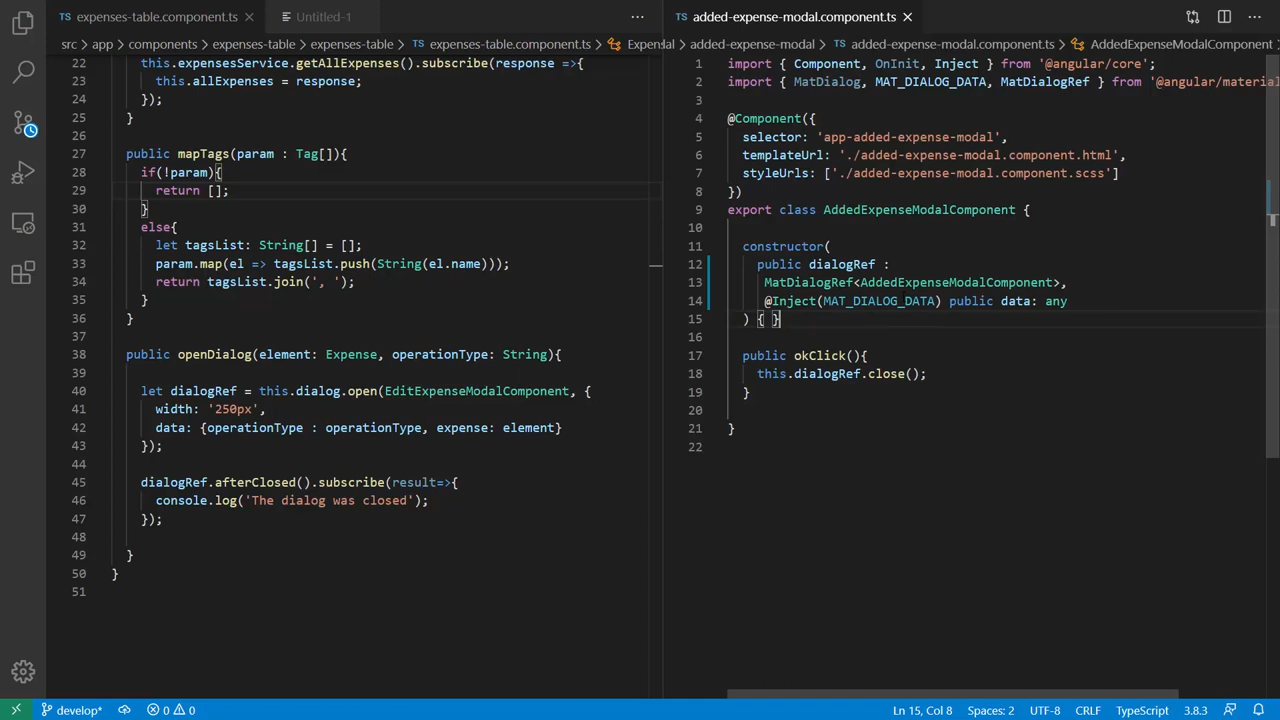 expenses-table.component.ts
Untitled-1
added-expense-modal.component.ts
src > app > components > expenses-table > expenses-table > expenses-table.component.ts >
added-expense-modal > added-expense-modal.component.ts > AddedExpenseModalComponent >
22 this.expensesService.getAllExpenses().subscribe(response =>{
23 this.allExpenses = response;
24 });
25 }
26
27 public mapTags(param : Tag[]){
28 if(!param){
29 return [];
30 }
31 else{
32 let tagsList: String[] = [];
33 param.map(el => tagsList.push(String(el.name)));
34 return tagsList.join(', ');
35 }
36 }
37
38 public openDialog(element: Expense, operationType: String){
39
40 let dialogRef = this.dialog.open(EditExpenseModalComponent, {
41 width: '250px',
42 data: {operationType : operationType, expense: element}
43 });
44
45 dialogRef.afterClosed().subscribe(result=>{
46 console.log('The dialog was closed');
47 });
48
49 }
50 }
51
1 import { Component, OnInit, Inject } from '@angular/core';
2 import { MatDialog, MAT_DIALOG_DATA, MatDialogRef } from '@angular/material
3
4 @Component({
5 selector: 'app-added-expense-modal',
6 templateUrl: './added-expense-modal.component.html',
7 styleUrls: ['./added-expense-modal.component.scss']
8 })
9 export class AddedExpenseModalComponent {
10
11 constructor(
12 public dialogRef :
13 MatDialogRef<AddedExpenseModalComponent>,
14 @Inject(MAT_DIALOG_DATA) public data: any
15 ) { }
16
17 public okClick(){
18 this.dialogRef.close();
19 }
20
21 }
22
develop* 0 0 Ln 15, Col 8 Spaces: 2 UTF-8 CRLF TypeScript 3.8.3